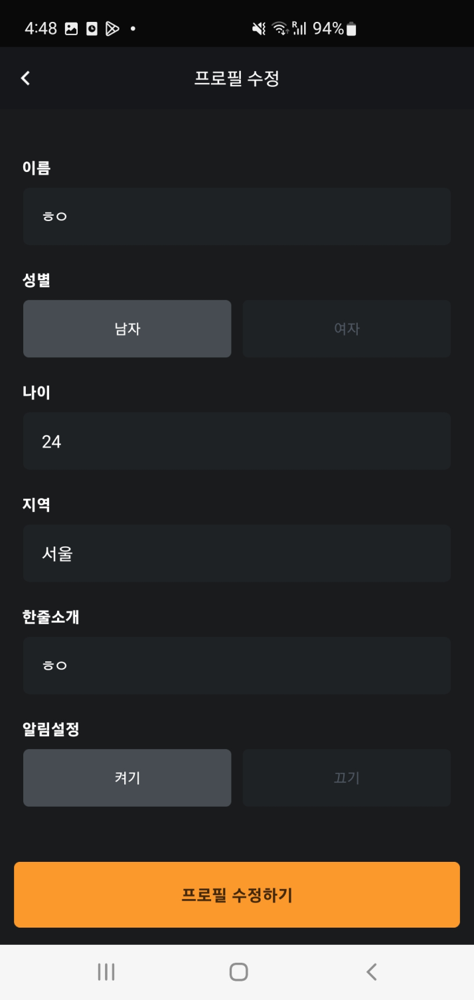 4:48 94%
프로필 수정
이름
ㅎㅇ
성별
남자 여자
나이
24
지역
서울
한줄소개
ㅎㅇ
알림설정
켜기 끄기
프로필 수정하기